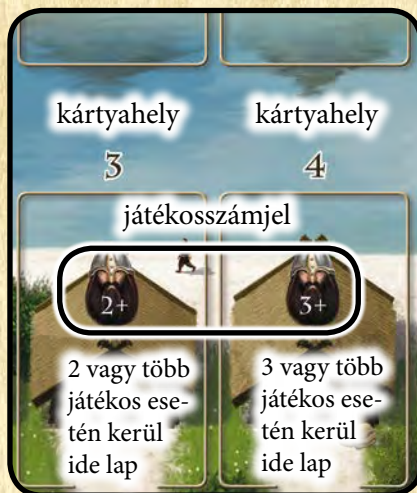 kártyahely kártyahely
3 4
játékosszámjel
2+ 3+
2 vagy több
játékos ese-
tén kerül
ide lap
3 vagy több
játékos ese-
tén kerül
ide lap